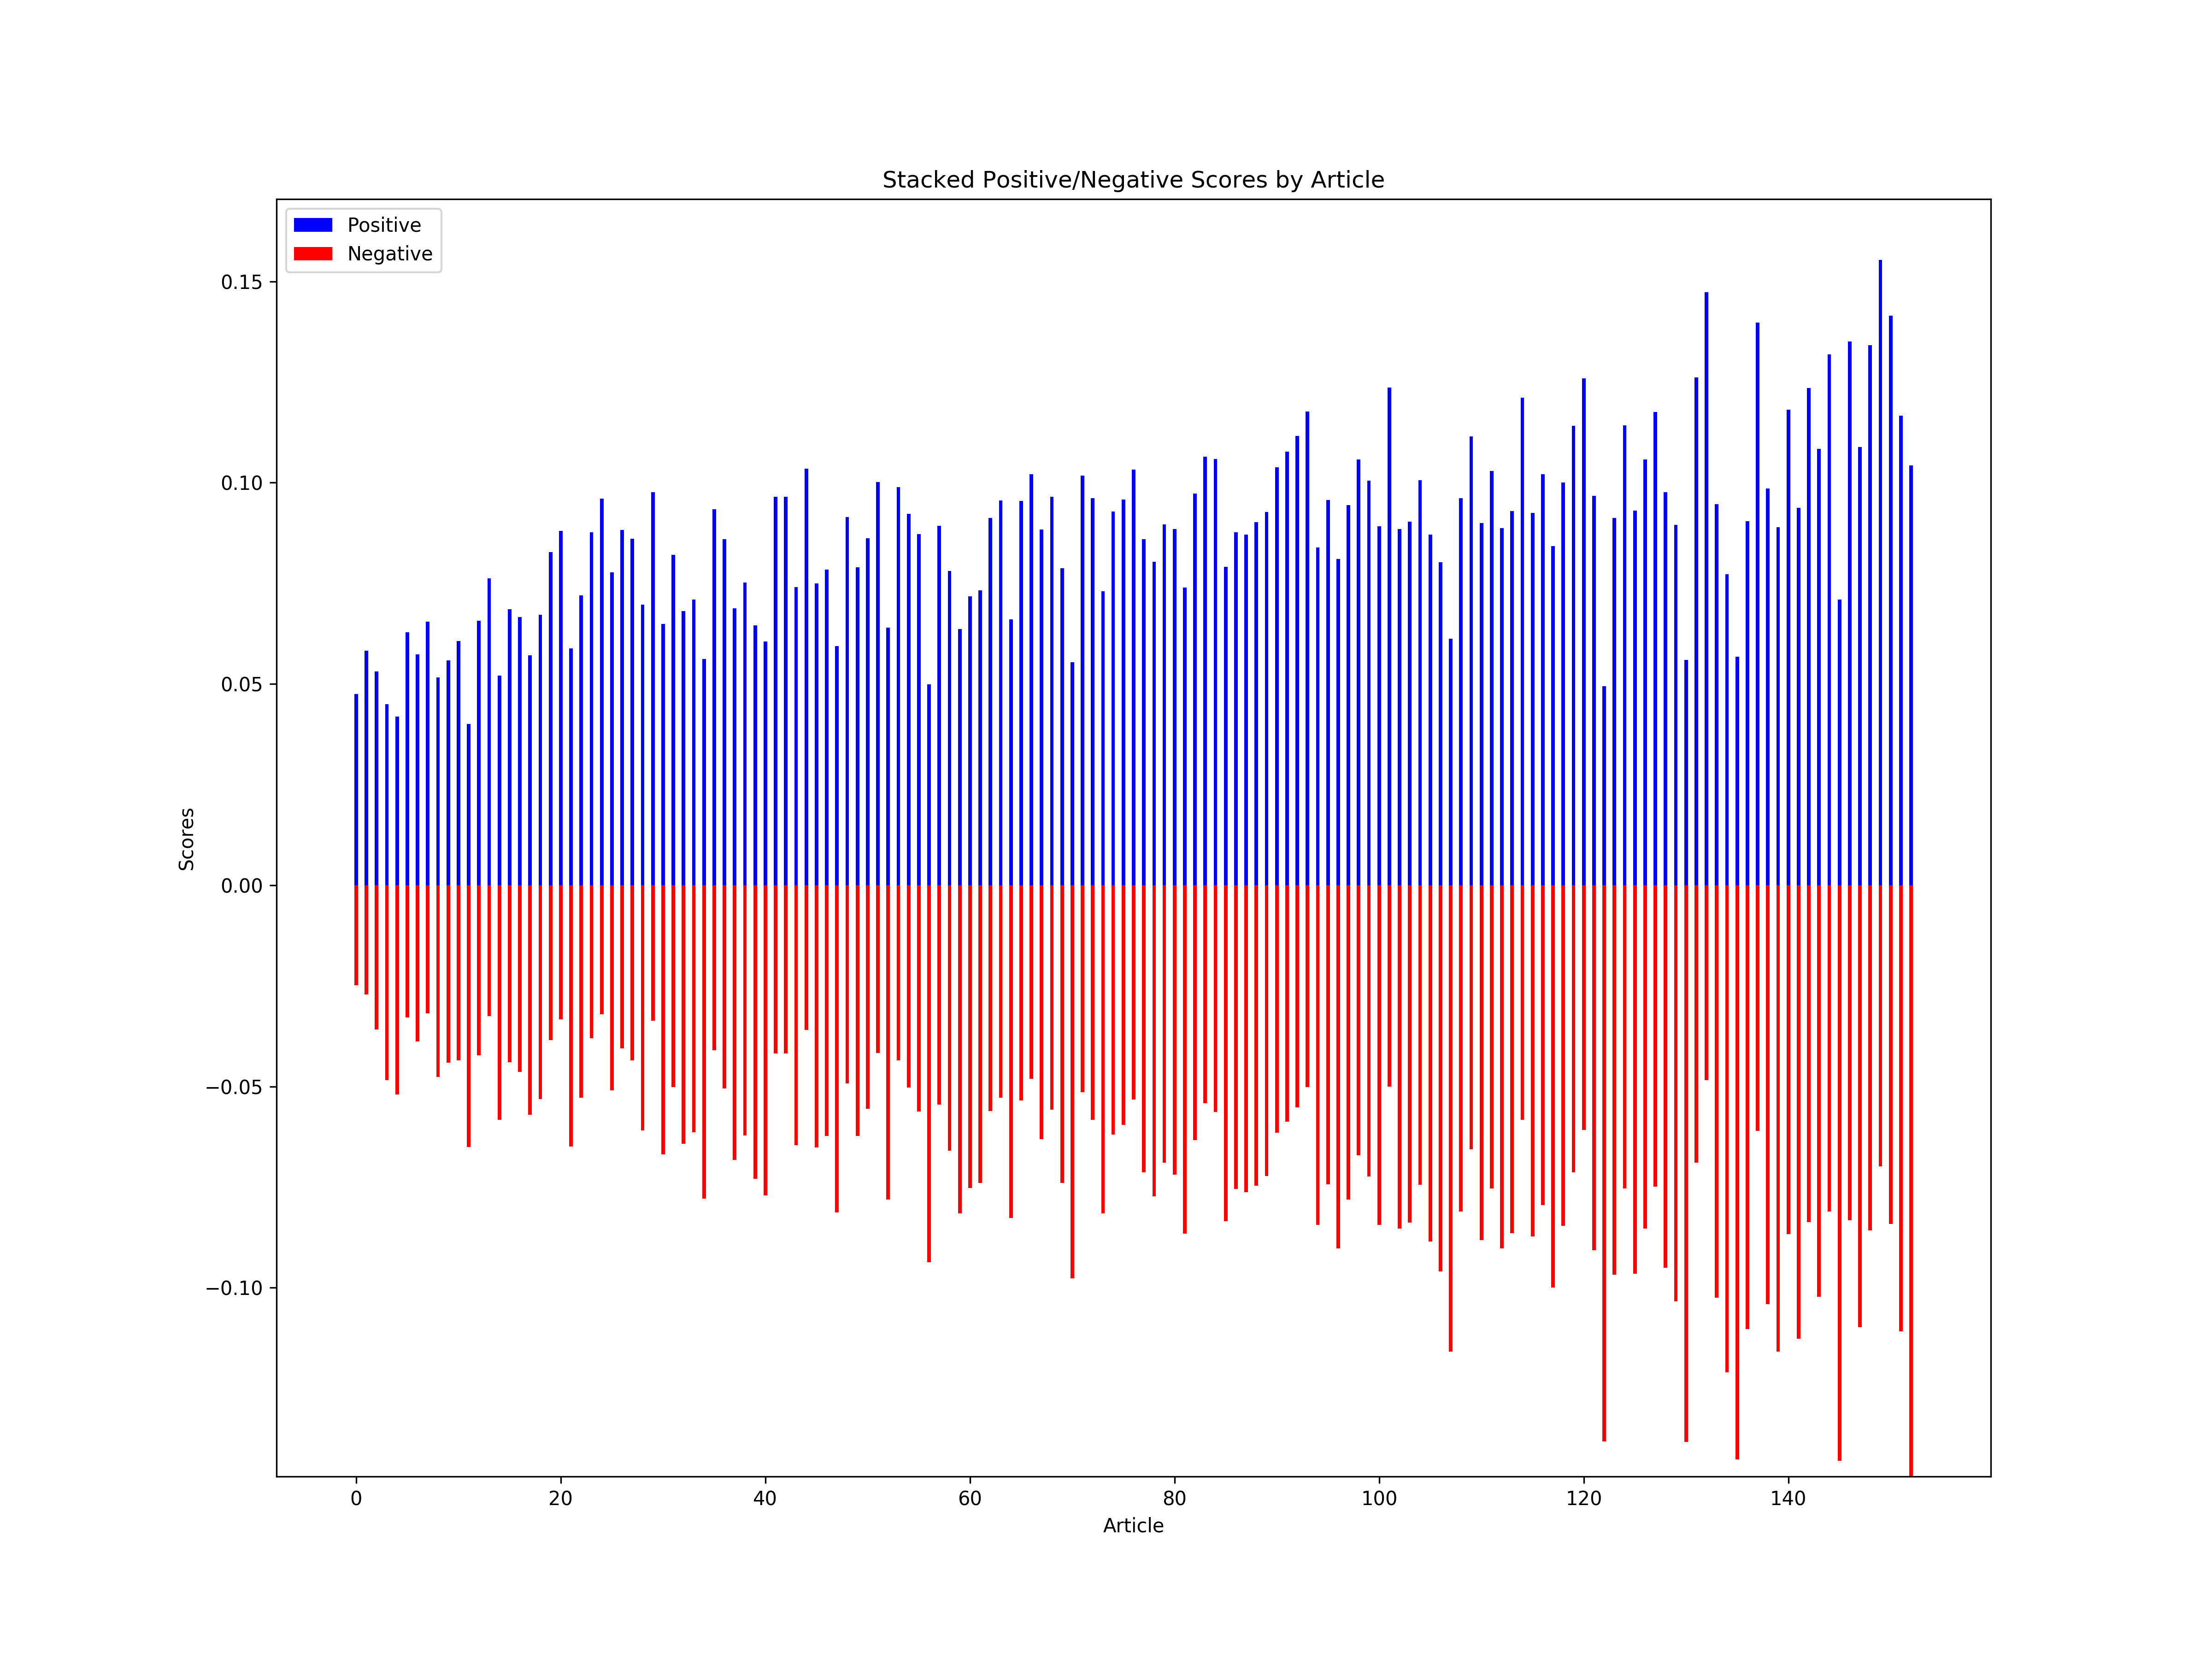 Stacked Positive/Negative Scores by Article
Positive
Negative
0.15
0.10
0.05
0.00
−0.05
−0.10
Scores
0 20 40 60 80 100 120 140
Article